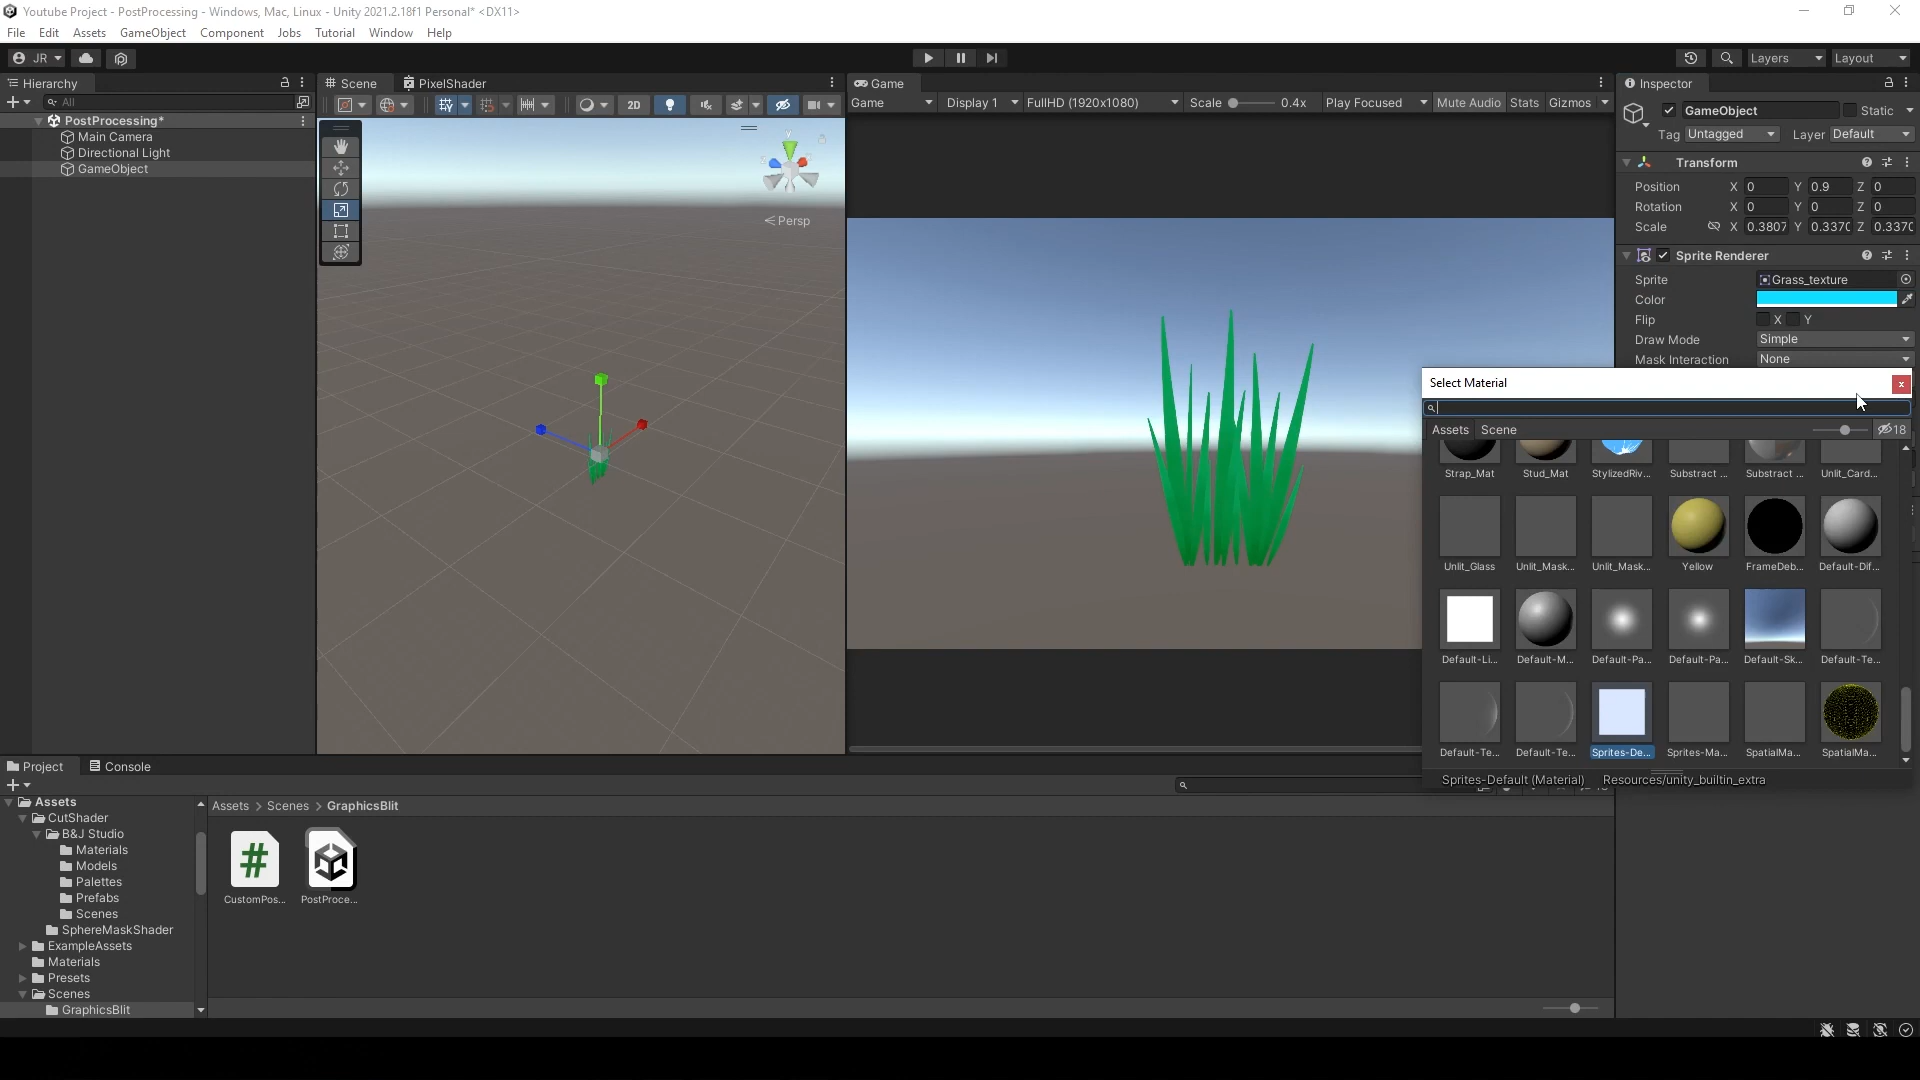 Youtube Project - PostProcessing - Windows, Mac, Linux - Unity 2021.2.18f1 Personal* <DX11>
File Edit Assets GameObject Component Jobs Tutorial Window Help
JR Layers Layout
Hierarchy Scene PixelShader Game Inspector
All 2D Game Display 1 FullHD (1920x1080) Scale 0.4x Play Focused Mute Audio Stats Gizmos
GameObject Static
PostProcessing*
Main Camera
Directional Light
GameObject
Persp
Tag Untagged Layer Default
Transform
Position X 0 Y 0.9 Z 0
Rotation X 0 Y 0 Z 0
Scale X 0.3807 Y 0.3370 Z 0.3370
Sprite Renderer
Sprite Grass_texture
Color
Flip X Y
Draw Mode Simple
Mask Interaction None
Select Material x
Assets Scene 18
Strap_Mat Stud_Mat StylizedRiv... Substract ... Substract ... Unlit_Card...
Unlit_Glass Unlit_Mask... Unlit_Mask... Yellow FrameDeb... Default-Dif...
Default-Li... Default-M... Default-Pa... Default-Pa... Default-Sk... Default-Te...
Default-Te... Default-Te... Sprites-De... Sprites-Ma... SpatialMa... SpatialMa...
Sprites-Default (Material) Resources/unity_builtin_extra
Project Console
Assets
CutShader
B&J Studio
Materials
Models
Palettes
Prefabs
Scenes
SphereMaskShader
ExampleAssets
Materials
Presets
Scenes
GraphicsBlit
Assets > Scenes > GraphicsBlit
CustomPos... PostProce...